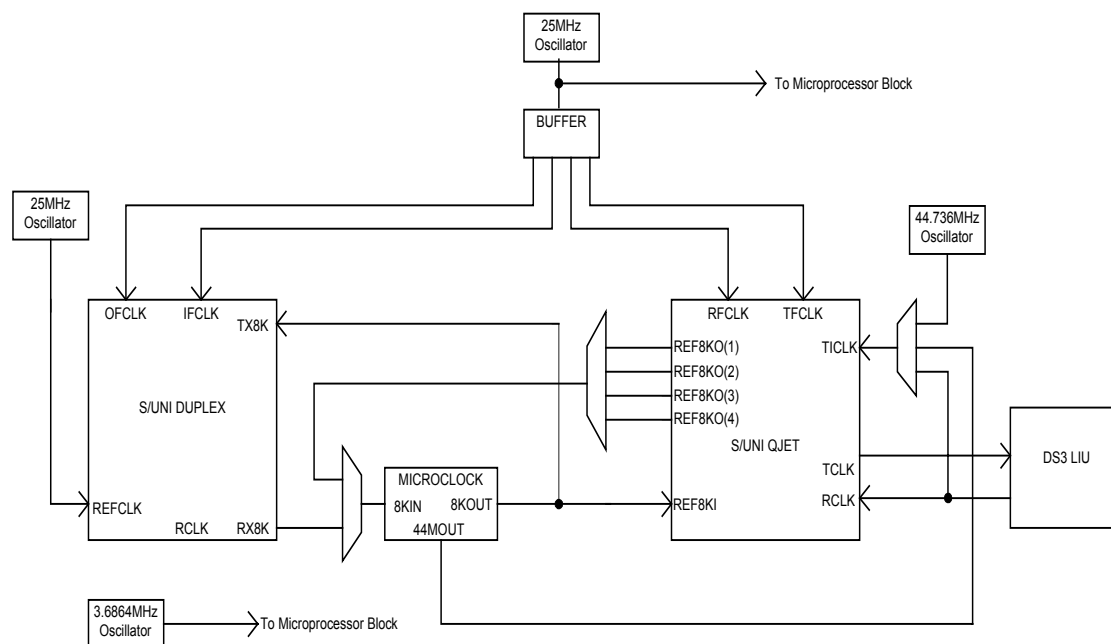 25MHz
Oscillator
To Microprocessor Block
BUFFER
25MHz
Oscillator
44.736MHz
Oscillator
OFCLK
IFCLK
RFCLK
TFCLK
TX8K
REF8KO(1)
TICLK
REF8KO(2)
S/UNI DUPLEX
REF8KO(3)
REF8KO(4)
S/UNI QJET
DS3 LIU
TCLK
MICROCLOCK
REFCLK
8KIN
8KOUT
REF8KI
RCLK
RCLK
RX8K
44MOUT
3.6864MHz
Oscillator
To Microprocessor Block